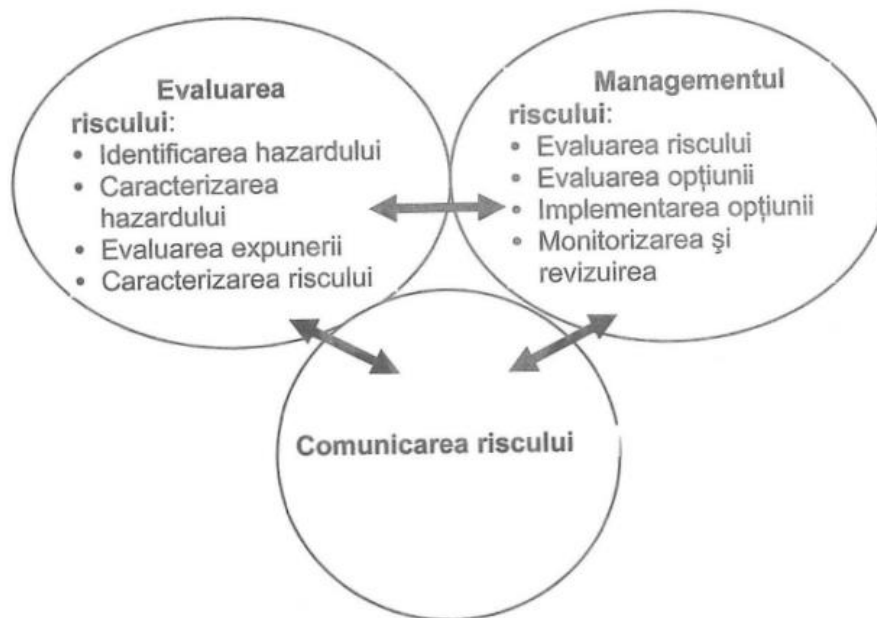 Evaluarea
riscului:
• Identificarea hazardului
• Caracterizarea
hazardului
• Evaluarea expunerii
• Caracterizarea riscului
Managementul
riscului:
• Evaluarea riscului
• Evaluarea opțiunii
• Implementarea opțiunii
• Monitorizarea şi
revizuirea
Comunicarea riscului